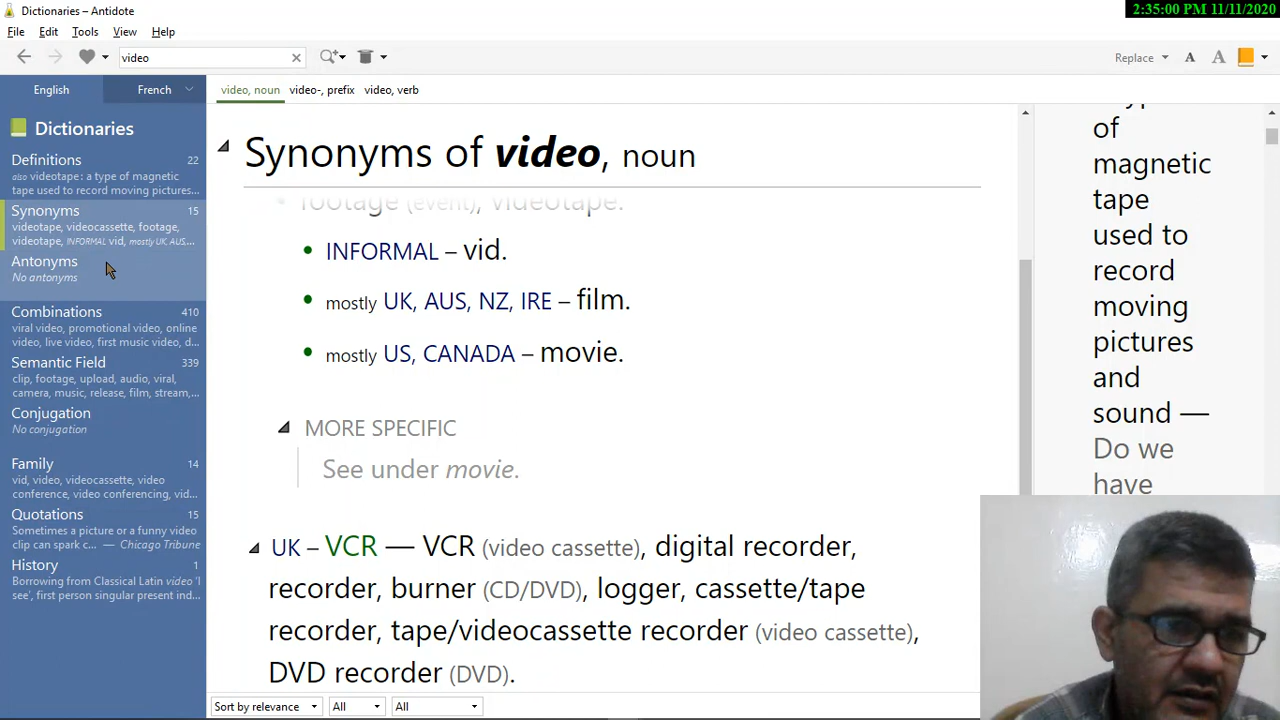 Dictionaries – Antidote
2:35:00 PM 11/11/2020
File Edit Tools View Help
video
Replace A A
English French
video, noun video-, prefix video, verb
Dictionaries
Definitions 22
also videotape: a type of magnetic
tape used to record moving pictures...
Synonyms 15
videotape, videocassette, footage,
videotape, INFORMAL vid, mostly UK, AUS,...
Antonyms
No antonyms
Combinations 410
viral video, promotional video, online
video, live video, first music video, d...
Semantic Field 339
clip, footage, upload, audio, viral,
camera, music, release, film, stream,...
Conjugation
No conjugation
Family 14
vid, video, videocassette, video
conference, video conferencing, vid...
Quotations 15
Sometimes a picture or a funny video
clip can spark c... — Chicago Tribune
History 1
Borrowing from Classical Latin video 'I
see', first person singular present ind...
Synonyms of video, noun
footage (event), videotape.
• INFORMAL – vid.
• mostly UK, AUS, NZ, IRE – film.
• mostly US, CANADA – movie.
MORE SPECIFIC
See under movie.
UK – VCR — VCR (video cassette), digital recorder,
recorder, burner (CD/DVD), logger, cassette/tape
recorder, tape/videocassette recorder (video cassette),
DVD recorder (DVD).
Sort by relevance All All
of
magnetic
tape
used to
record
moving
pictures
and
sound —
Do we
have